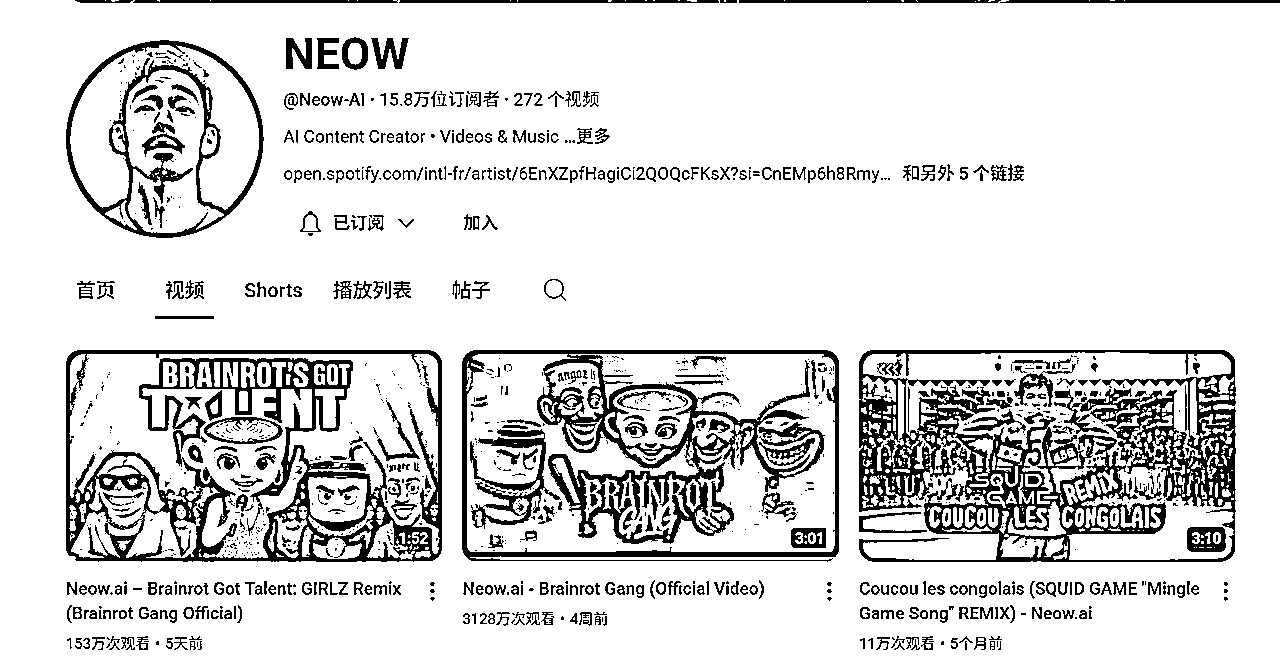 NEOW
@Neow-AI · 15.8万位订阅者 · 272 个视频
AI Content Creator • Videos & Music ...更多
open.spotify.com/intl-fr/artist/6EnXZpfHagiCi2QOQcFKsX?si=CnEMp6h8Rmy... 和另外 5 个链接
已订阅 加入
首页 视频 Shorts 播放列表 帖子
BRAINROT'S GOT
TALENT
1:52
BRAINROT
GANG
3:01
SQUID
GAME
REMIX
COUCOU LES CONGOLAIS
3:10
Neow.ai – Brainrot Got Talent: GIRLZ Remix
(Brainrot Gang Official)
153万次观看 • 5天前
Neow.ai - Brainrot Gang (Official Video)
3128万次观看 • 4周前
Coucou les congolais (SQUID GAME "Mingle
Game Song" REMIX) - Neow.ai
11万次观看 • 5个月前